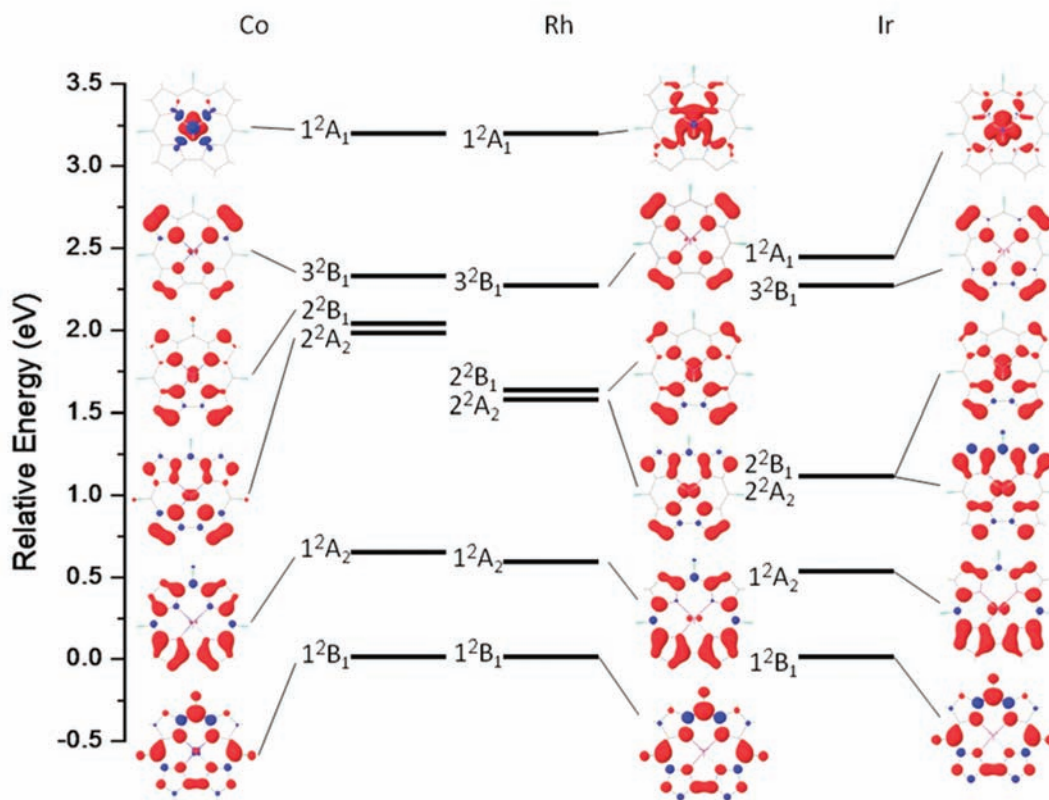 Co Rh Ir
Relative Energy (eV)
3.5
3.0
2.5
2.0
1.5
1.0
0.5
0.0
-0.5
1²A₁
3²B₁
2²B₁
2²A₂
1²A₂
1²B₁
1²A₁
3²B₁
2²B₁
2²A₂
1²A₂
1²B₁
1²A₁
3²B₁
2²B₁
2²A₂
1²A₂
1²B₁